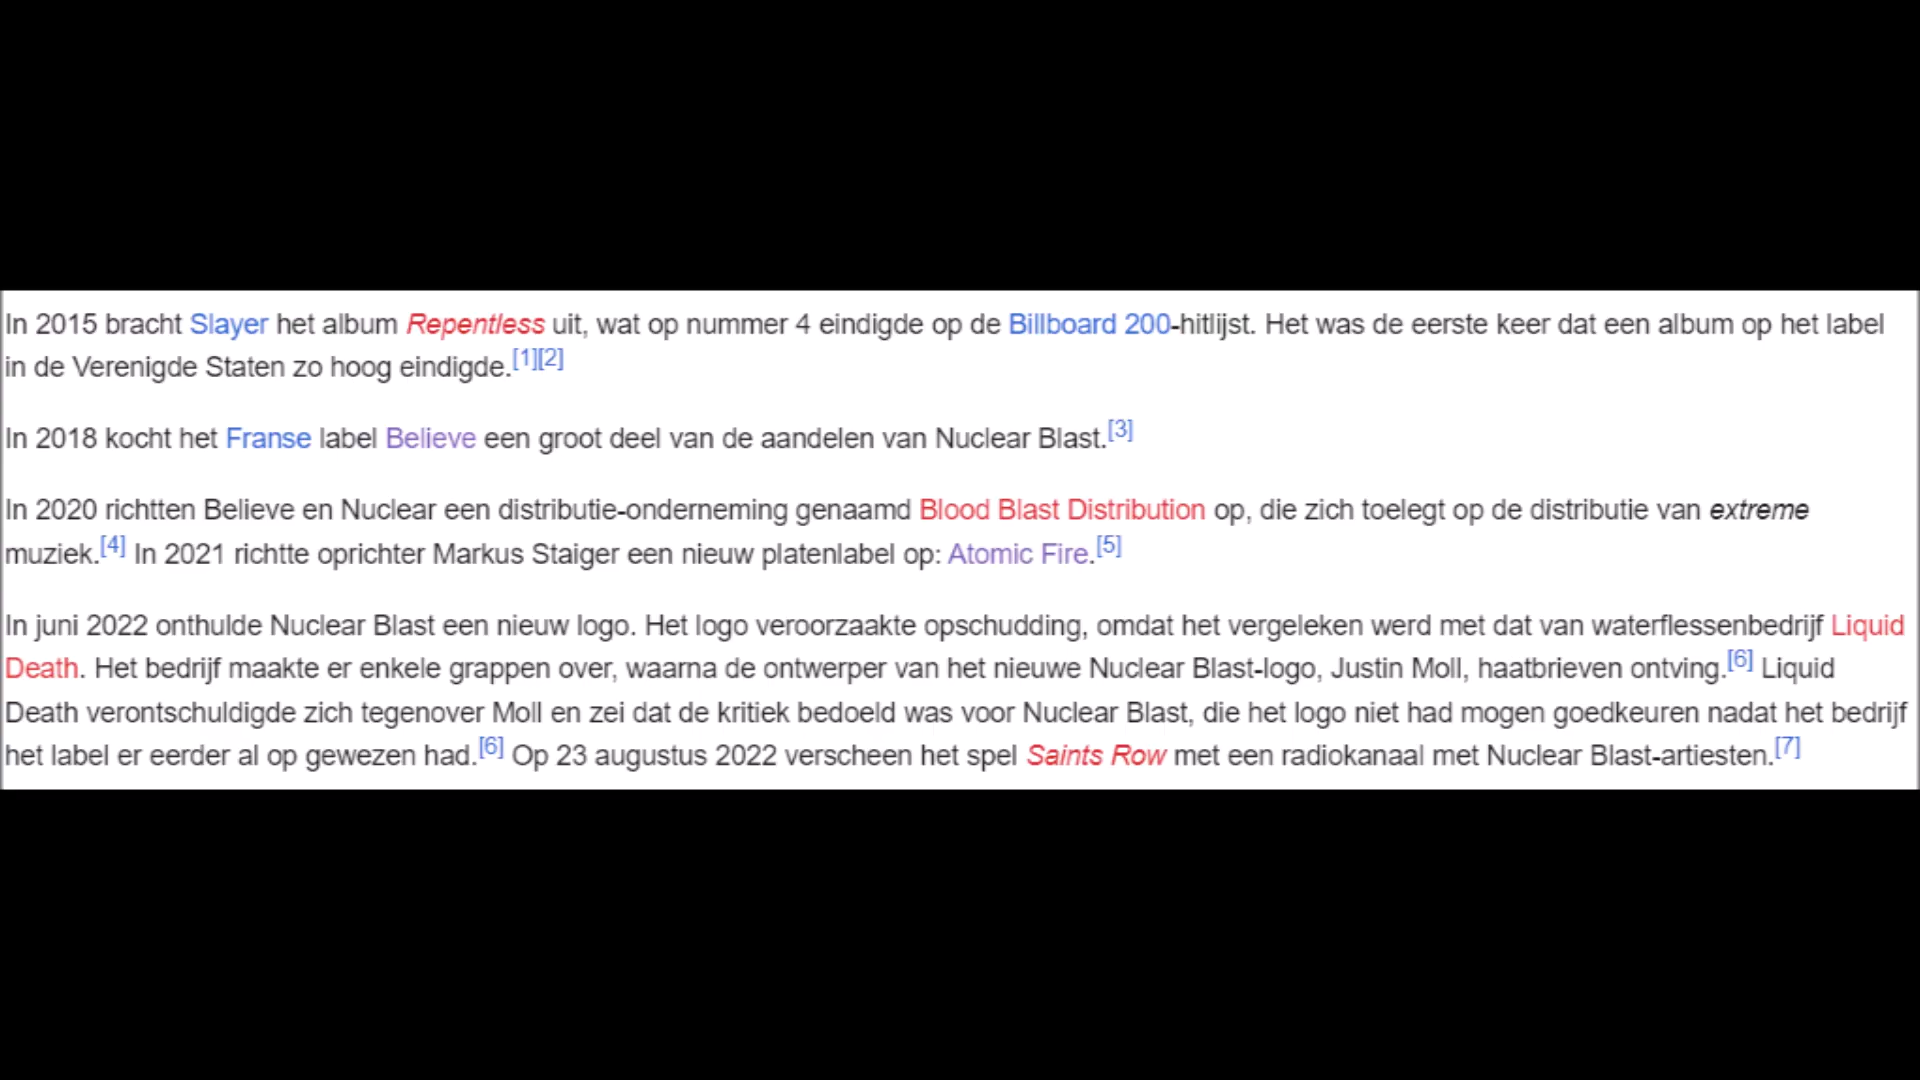 In 2015 bracht Slayer het album Repentless uit, wat op nummer 4 eindigde op de Billboard 200-hitlijst. Het was de eerste keer dat een album op het label
in de Verenigde Staten zo hoog eindigde.[1][2]
In 2018 kocht het Franse label Believe een groot deel van de aandelen van Nuclear Blast.[3]
In 2020 richtten Believe en Nuclear een distributie-onderneming genaamd Blood Blast Distribution op, die zich toelegt op de distributie van extreme
muziek.[4] In 2021 richtte oprichter Markus Staiger een nieuw platenlabel op: Atomic Fire.[5]
In juni 2022 onthulde Nuclear Blast een nieuw logo. Het logo veroorzaakte opschudding, omdat het vergeleken werd met dat van waterflessenbedrijf Liquid
Death. Het bedrijf maakte er enkele grappen over, waarna de ontwerper van het nieuwe Nuclear Blast-logo, Justin Moll, haatbrieven ontving.[6] Liquid
Death verontschuldigde zich tegenover Moll en zei dat de kritiek bedoeld was voor Nuclear Blast, die het logo niet had mogen goedkeuren nadat het bedrijf
het label er eerder al op gewezen had.[6] Op 23 augustus 2022 verscheen het spel Saints Row met een radiokanaal met Nuclear Blast-artiesten.[7]